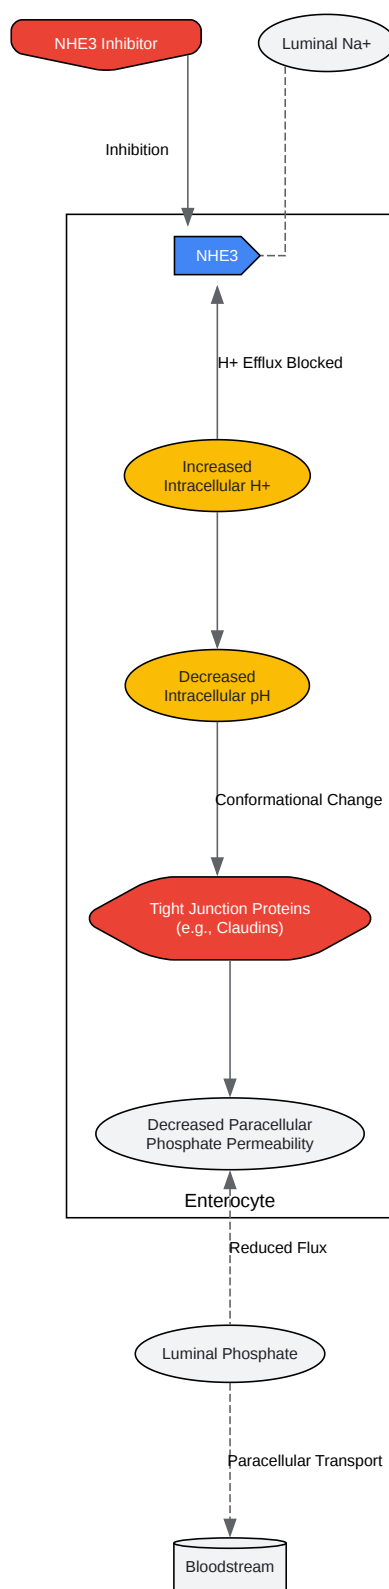 NHE3 Inhibitor
Luminal Na+
Inhibition
NHE3
H+ Efflux Blocked
Increased
Intracellular H+
Decreased
Intracellular pH
Conformational Change
Tight Junction Proteins
(e.g., Claudins)
Decreased Paracellular
Phosphate Permeability
Enterocyte
Reduced Flux
Luminal Phosphate
Paracellular Transport
Bloodstream